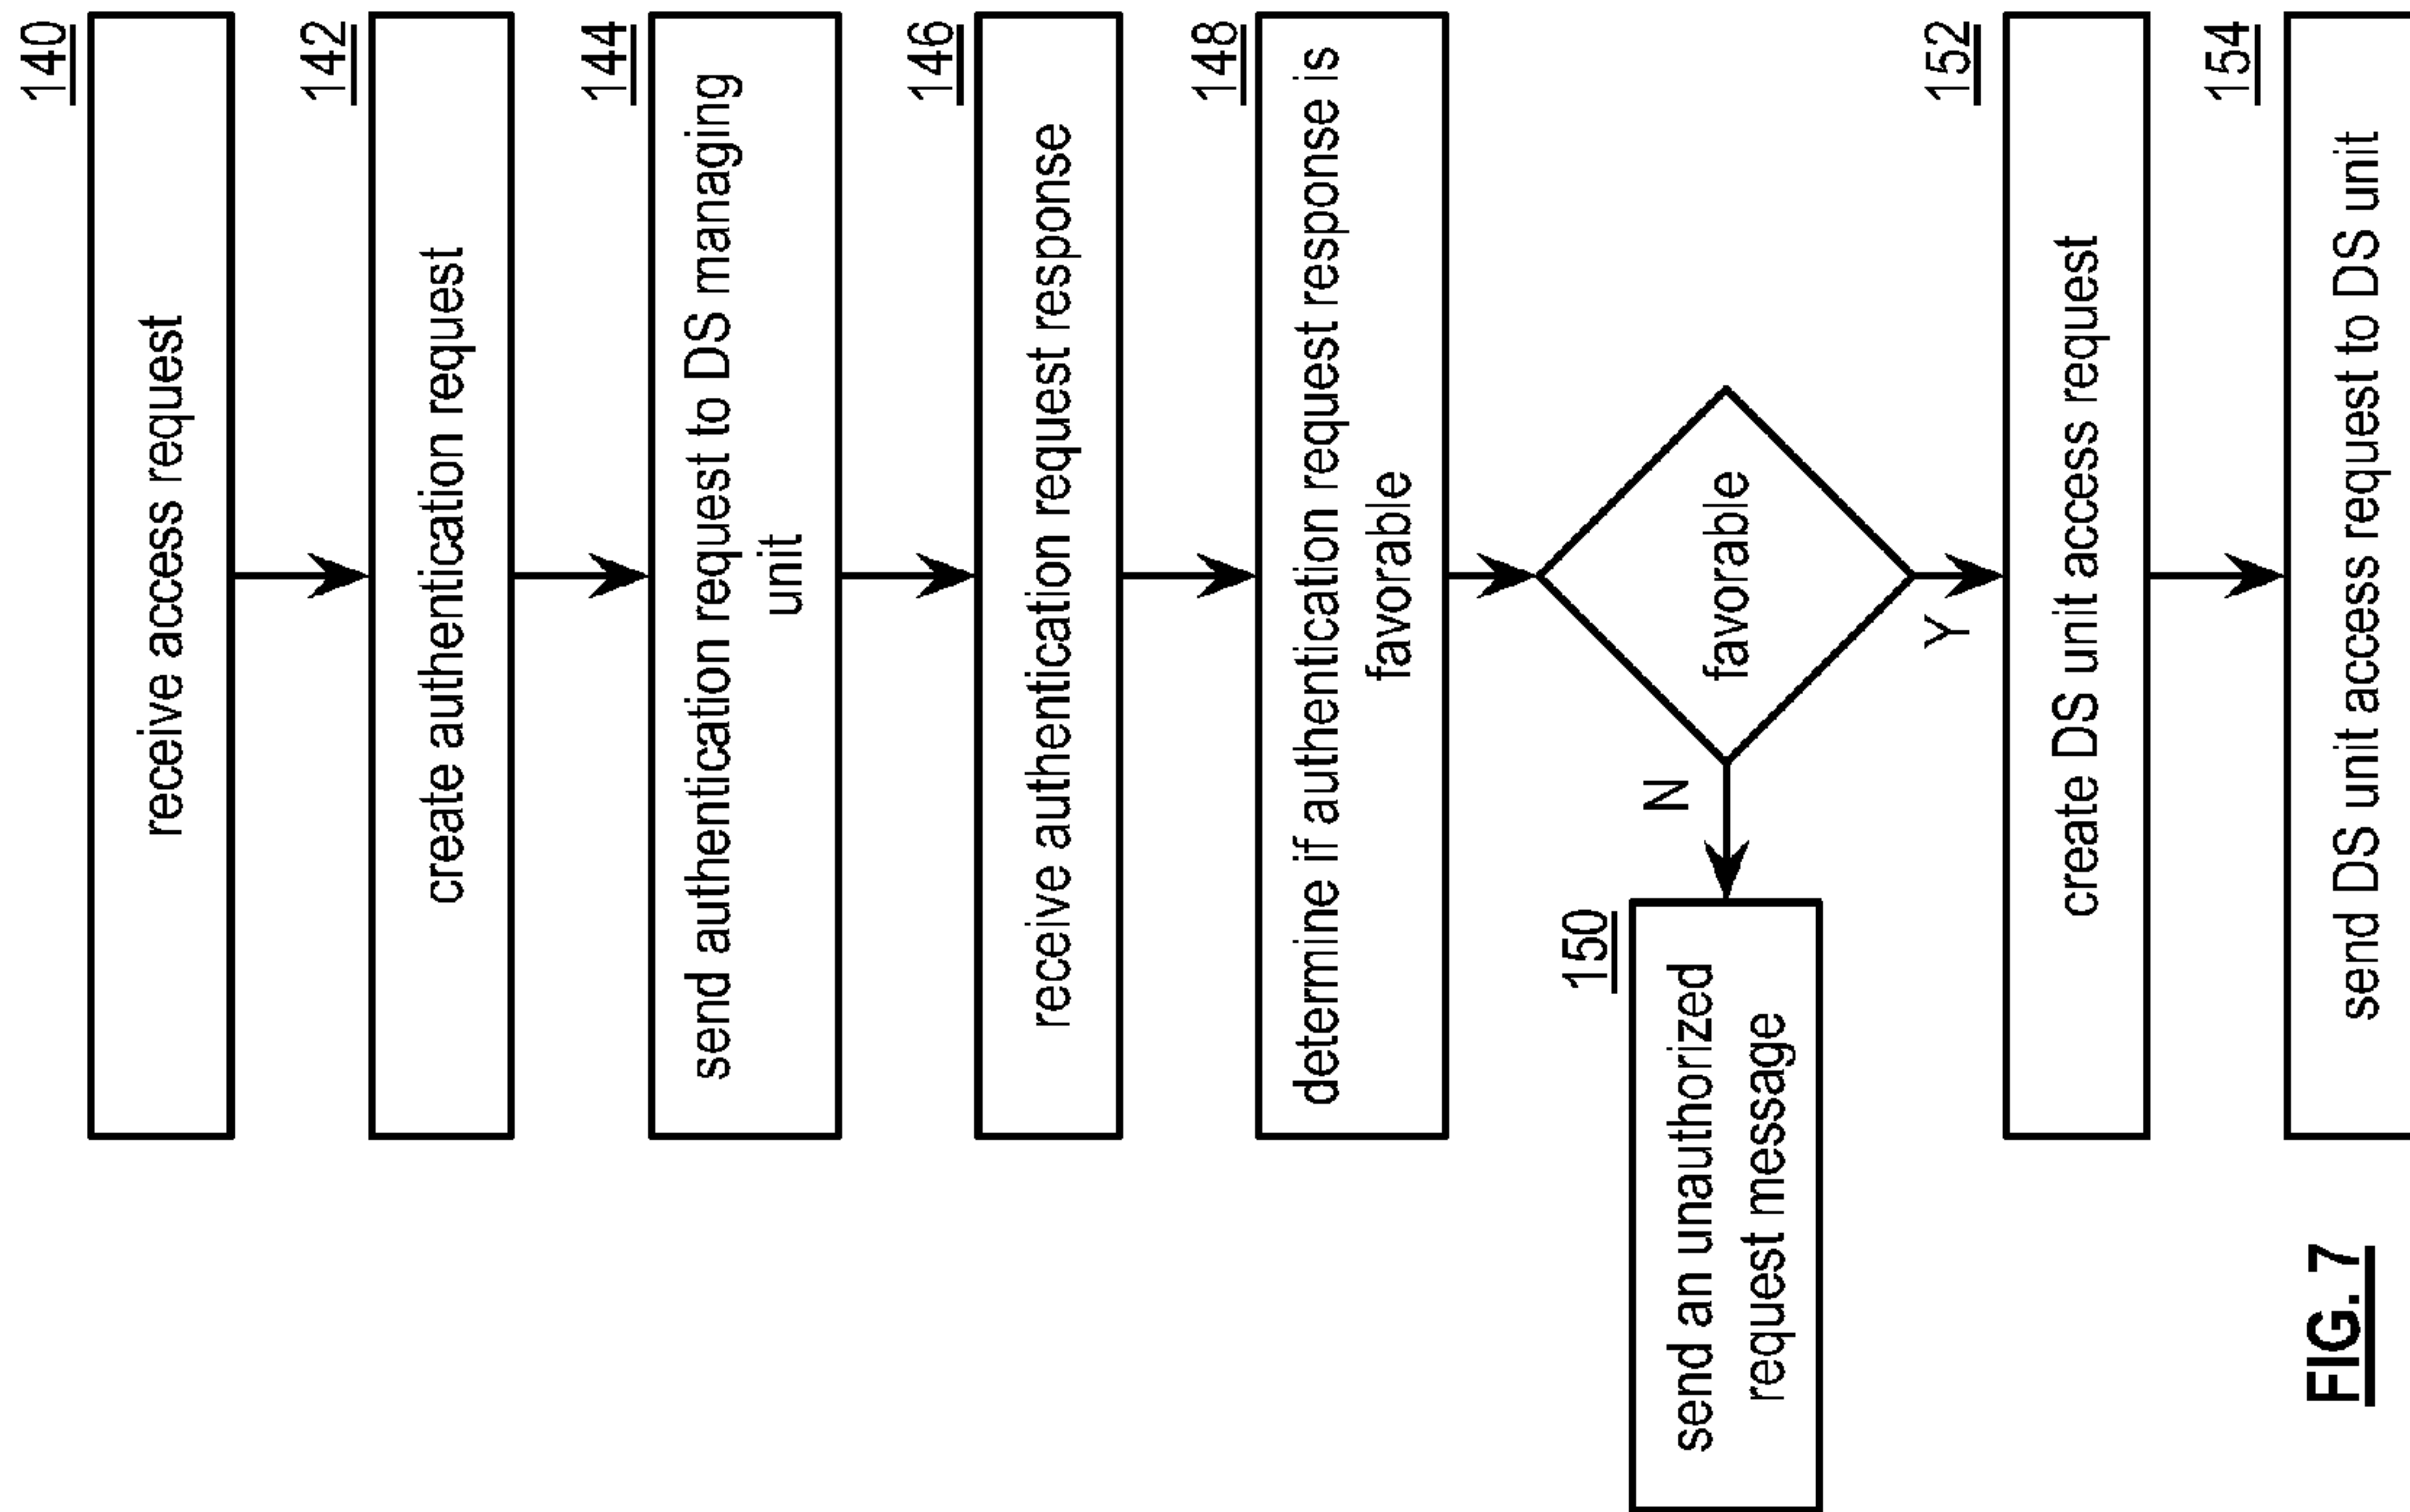 140
receive access request
142
create authentication request
144
send authentication request to DS managing
unit
146
receive authentication request response
148
determine if authentication request response is
favorable
favorable
N
Y
150
send an unauthorized
request message
152
create DS unit access request
154
send DS unit access request to DS unit
FIG. 7